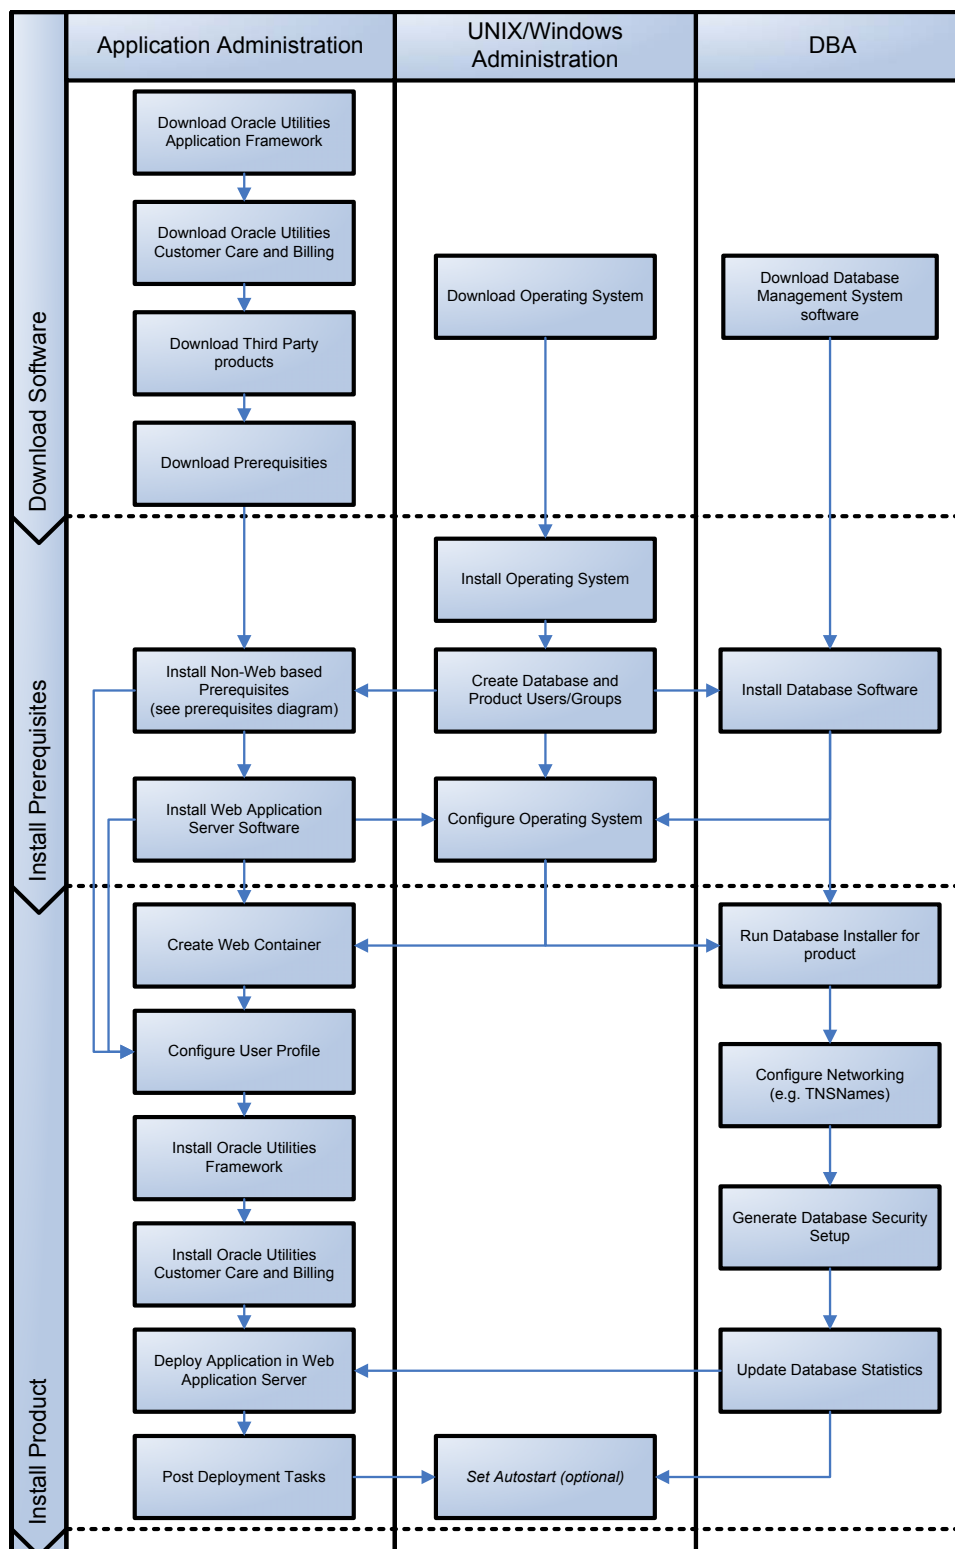 Application Administration
UNIX/Windows
Administration
DBA
Download Software
Download Oracle Utilities
Application Framework
Download Oracle Utilities
Customer Care and Billing
Download Operating System
Download Database
Management System
software
Download Third Party
products
Download Prerequisities
Install Prerequisites
Install Operating System
Install Non-Web based
Prerequisites
(see prerequisites diagram)
Create Database and
Product Users/Groups
Install Database Software
Install Web Application
Server Software
Configure Operating System
Install Product
Create Web Container
Run Database Installer for
product
Configure User Profile
Configure Networking
(e.g. TNSNames)
Install Oracle Utilities
Framework
Generate Database Security
Setup
Install Oracle Utilities
Customer Care and Billing
Deploy Application in Web
Application Server
Update Database Statistics
Post Deployment Tasks
Set Autostart (optional)